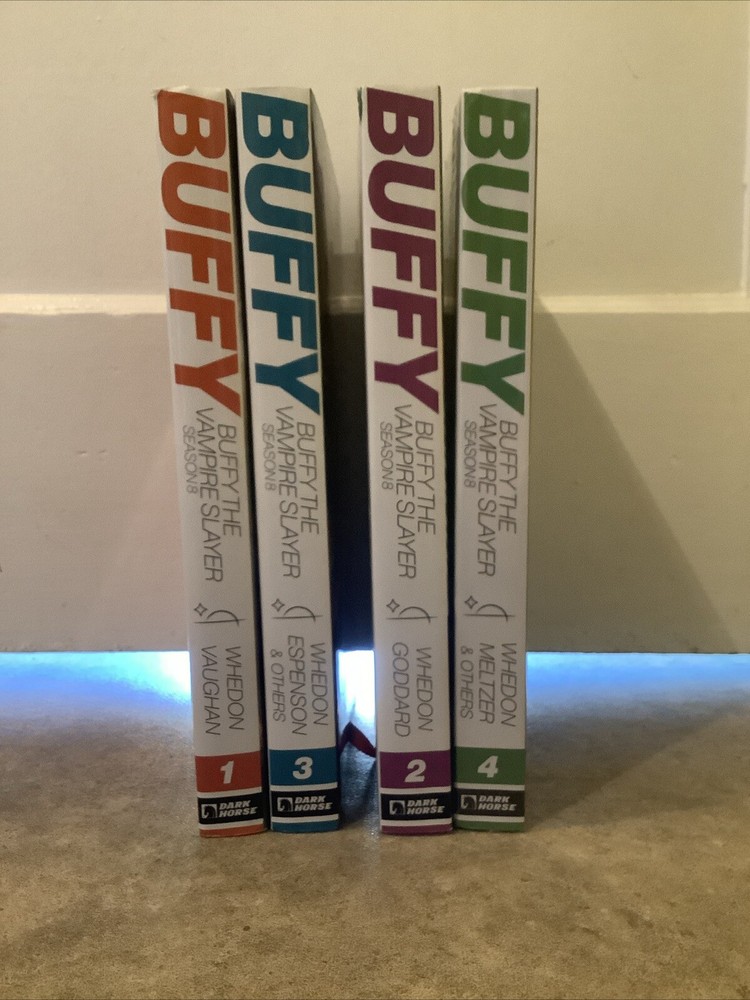 BUFFY
BUFFY THE
VAMPIRE SLAYER
SEASON 8
WHEDON
VAUGHAN
1
DARK
HORSE
BUFFY
BUFFY THE
VAMPIRE SLAYER
SEASON 8
WHEDON
ESPENSON
& OTHERS
3
DARK
HORSE
BUFFY
BUFFY THE
VAMPIRE SLAYER
SEASON 8
WHEDON
GODDARD
2
DARK
HORSE
BUFFY
BUFFY THE
VAMPIRE SLAYER
SEASON 8
WHEDON
MELTZER
& OTHERS
4
DARK
HORSE